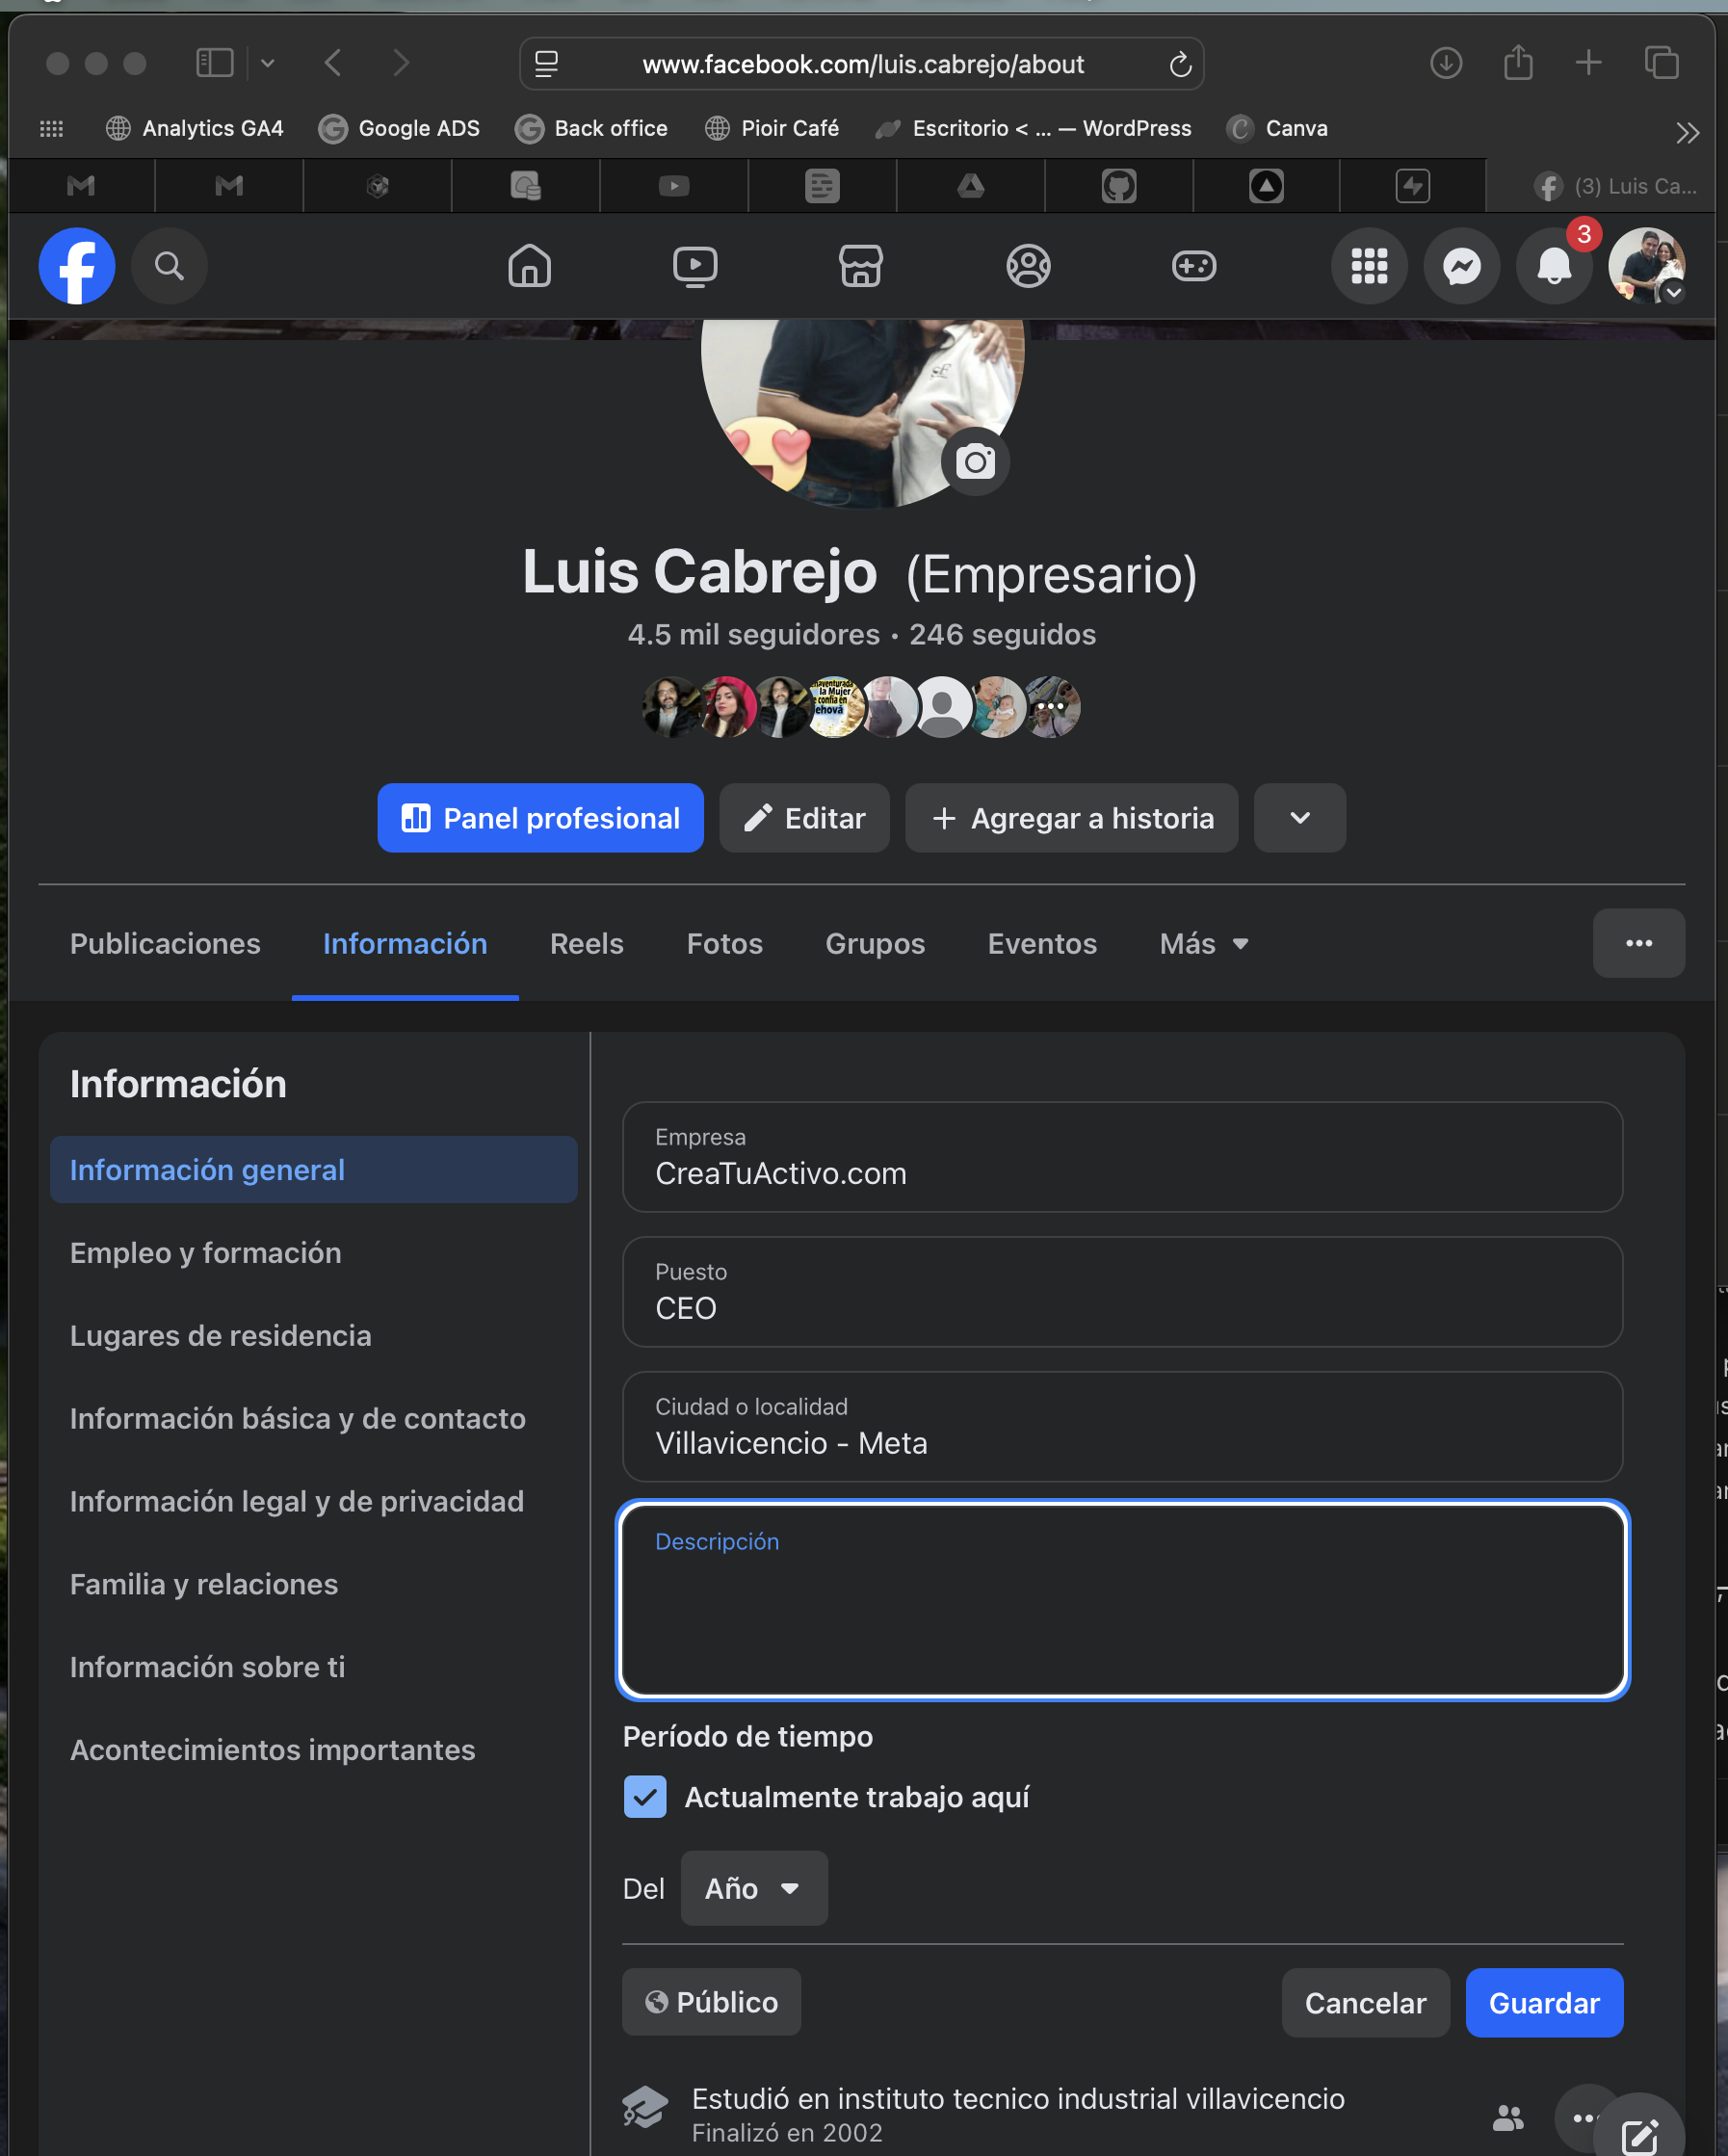 www.facebook.com/luis.cabrejo/about
Analytics GA4
Google ADS
Back office
Pioir Café
Escritorio < ... — WordPress
Canva
(3) Luis Ca...
3
Luis Cabrejo (Empresario)
4.5 mil seguidores • 246 seguidos
la Mujer
Panel profesional
Editar
Agregar a historia
Publicaciones
Información
Reels
Fotos
Grupos
Eventos
Más
Información
Información general
Empleo y formación
Lugares de residencia
Información básica y de contacto
Información legal y de privacidad
Familia y relaciones
Información sobre ti
Acontecimientos importantes
Empresa
CreaTuActivo.com
Puesto
CEO
Ciudad o localidad
Villavicencio - Meta
Descripción
Período de tiempo
Actualmente trabajo aquí
Del
Año
Público
Cancelar
Guardar
Estudió en instituto tecnico industrial villavicencio
Finalizó en 2002